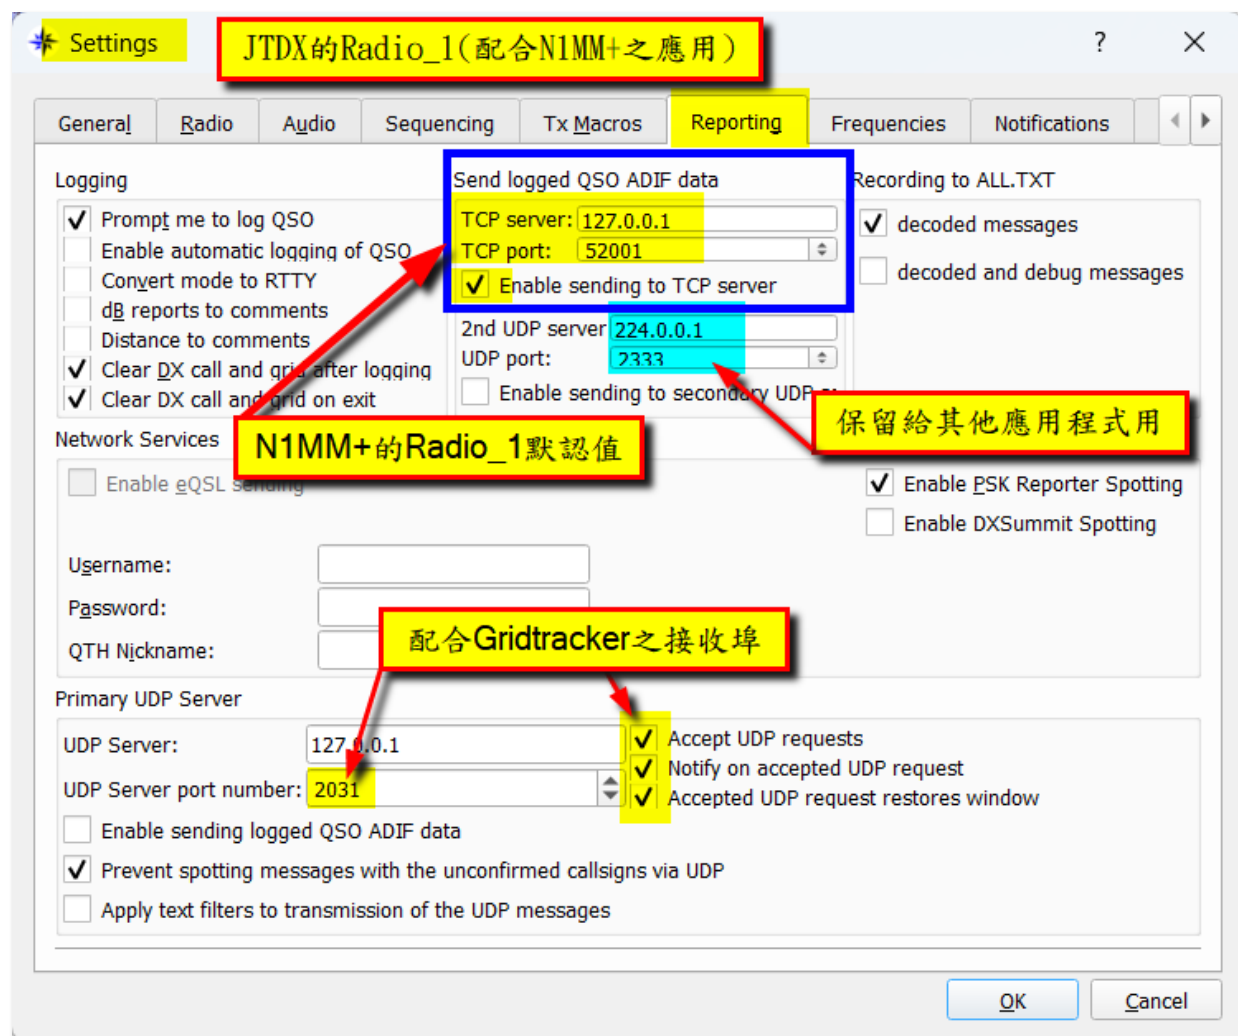 Settings
JTDX的Radio_1(配合N1MM+之應用)
?
General Radio Audio Sequencing Tx Macros Reporting Frequencies Notifications
Logging
Prompt me to log QSO
Enable automatic logging of QSO
Convert mode to RTTY
dB reports to comments
Distance to comments
Clear DX call and grid after logging
Clear DX call and grid on exit
Send logged QSO ADIF data
TCP server: 127.0.0.1
TCP port: 52001
Enable sending to TCP server
2nd UDP server 224.0.0.1
UDP port: 2333
Enable sending to secondary UDP
Recording to ALL.TXT
decoded messages
decoded and debug messages
N1MM+的Radio_1默認值
保留給其他應用程式用
Network Services
Enable eQSL sending
Enable PSK Reporter Spotting
Enable DXSummit Spotting
Username:
Password:
QTH Nickname:
配合Gridtracker之接收埠
Primary UDP Server
UDP Server: 127.0.0.1
UDP Server port number: 2031
Accept UDP requests
Notify on accepted UDP request
Accepted UDP request restores window
Enable sending logged QSO ADIF data
Prevent spotting messages with the unconfirmed callsigns via UDP
Apply text filters to transmission of the UDP messages
OK Cancel